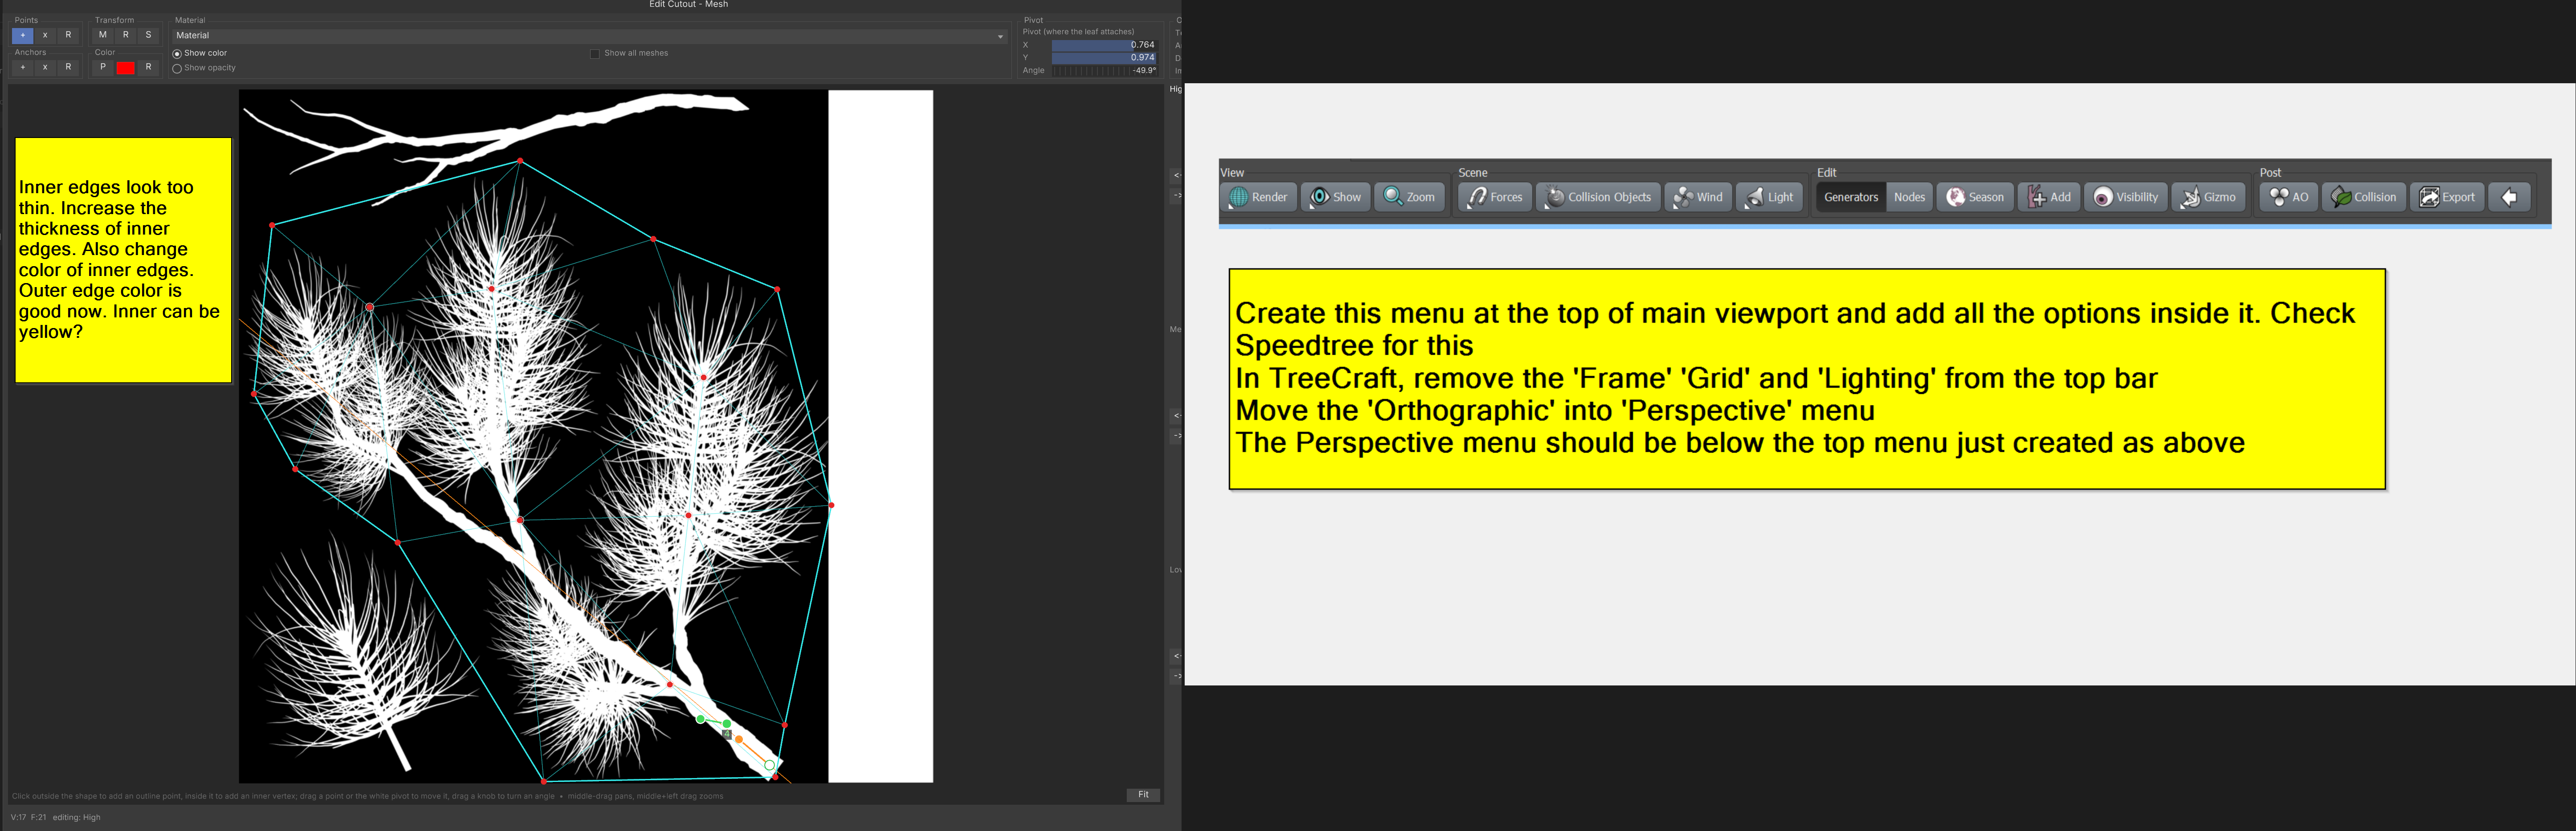 Edit Cutout - Mesh
Points
Transform
Material
Pivot
+ x R
M R S
Material
Pivot (where the leaf attaches)
Anchors
Color
Show color
Show all meshes
X 0.764
Y 0.974
+ x R
P R
Show opacity
Angle -49.9°
Inner edges look too
thin. Increase the
thickness of inner
edges. Also change
color of inner edges.
Outer edge color is
good now. Inner can be
yellow?
4
Click outside the shape to add an outline point, inside it to add an inner vertex; drag a point or the white pivot to move it, drag a knob to turn an angle • middle-drag pans, middle+left drag zooms
Fit
V:17 F:21 editing: High
Hig
<-
->
Me
<-
->
Lov
<-
->
View
Scene
Edit
Post
Render Show Zoom Forces Collision Objects Wind Light Generators Nodes Season Add Visibility Gizmo AO Collision Export
Create this menu at the top of main viewport and add all the options inside it. Check
Speedtree for this
In TreeCraft, remove the 'Frame' 'Grid' and 'Lighting' from the top bar
Move the 'Orthographic' into 'Perspective' menu
The Perspective menu should be below the top menu just created as above